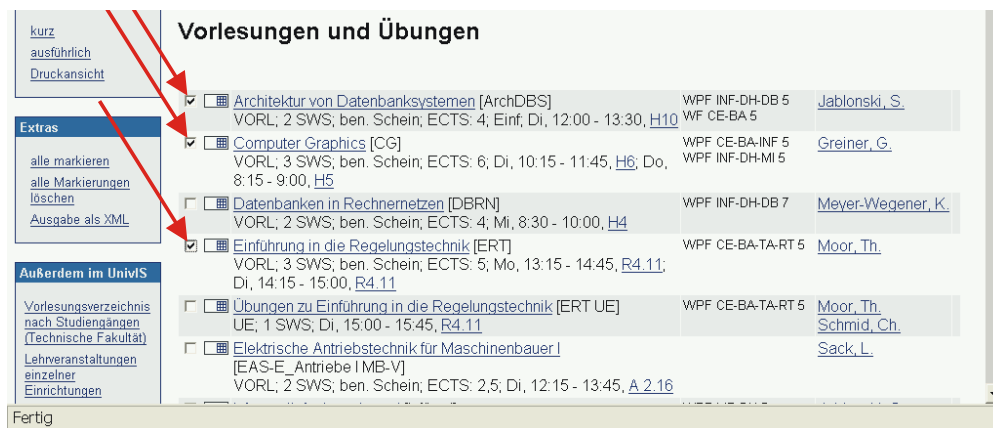 kurz
ausführlich
Druckansicht
Extras
alle markieren
alle Markierungen
löschen
Ausgabe als XML
Außerdem im UnivIS
Vorlesungsverzeichnis
nach Studiengängen
(Technische Fakultät)
Lehrveranstaltungen
einzelner
Einrichtungen
Vorlesungen und Übungen
Architektur von Datenbanksystemen [ArchDBS] WPF INF-DH-DB 5 Jablonski, S.
VORL; 2 SWS; ben. Schein; ECTS: 4; Einf; Di, 12:00 - 13:30, H10 WF CE-BA 5
Computer Graphics [CG] WPF CE-BA-INF 5 Greiner, G.
VORL; 3 SWS; ben. Schein; ECTS: 6; Di, 10:15 - 11:45, H6; Do, WPF INF-DH-MI 5
8:15 - 9:00, H5
Datenbanken in Rechnernetzen [DBRN] WPF INF-DH-DB 7 Meyer-Wegener, K.
VORL; 2 SWS; ben. Schein; ECTS: 4; Mi, 8:30 - 10:00, H4
Einführung in die Regelungstechnik [ERT] WPF CE-BA-TA-RT 5 Moor, Th.
VORL; 3 SWS; ben. Schein; ECTS: 5; Mo, 13:15 - 14:45, R4.11;
Di, 14:15 - 15:00, R4.11
Übungen zu Einführung in die Regelungstechnik [ERT UE] WPF CE-BA-TA-RT 5 Moor, Th.
UE; 1 SWS; Di, 15:00 - 15:45, R4.11 Schmid, Ch.
Elektrische Antriebstechnik für Maschinenbauer I Sack, L.
[EAS-E_Antriebe I MB-V]
VORL; 2 SWS; ben. Schein; ECTS: 2,5; Di, 12:15 - 13:45, A 2.16
Fertig